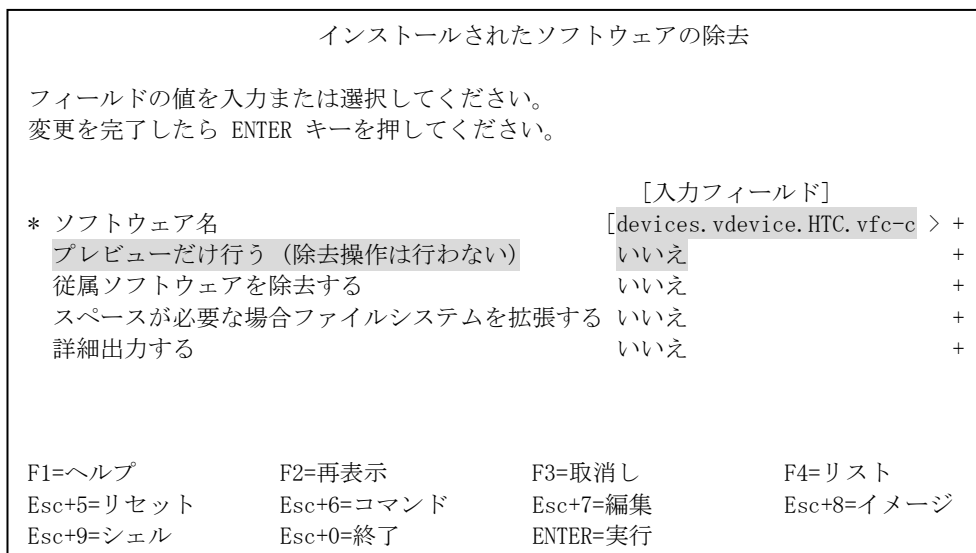 インストールされたソフトウェアの除去
フィールドの値を入力または選択してください。
変更を完了したら ENTER キーを押してください。
[入力フィールド]
* ソフトウェア名 [devices.vdevice.HTC.vfc-c > +
プレビューだけ行う (除去操作は行わない) いいえ +
従属ソフトウェアを除去する いいえ +
スペースが必要な場合ファイルシステムを拡張する いいえ +
詳細出力する いいえ +
F1=ヘルプ F2=再表示 F3=取消し F4=リスト
Esc+5=リセット Esc+6=コマンド Esc+7=編集 Esc+8=イメージ
Esc+9=シェル Esc+0=終了 ENTER=実行